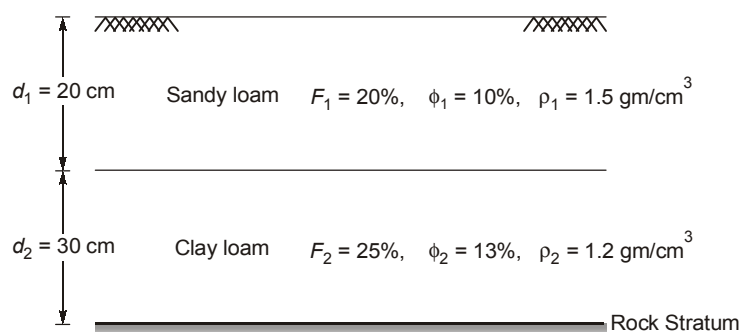 d₁ = 20 cm Sandy loam F₁ = 20%, ϕ₁ = 10%, ρ₁ = 1.5 gm/cm³
d₂ = 30 cm Clay loam F₂ = 25%, ϕ₂ = 13%, ρ₂ = 1.2 gm/cm³
Rock Stratum